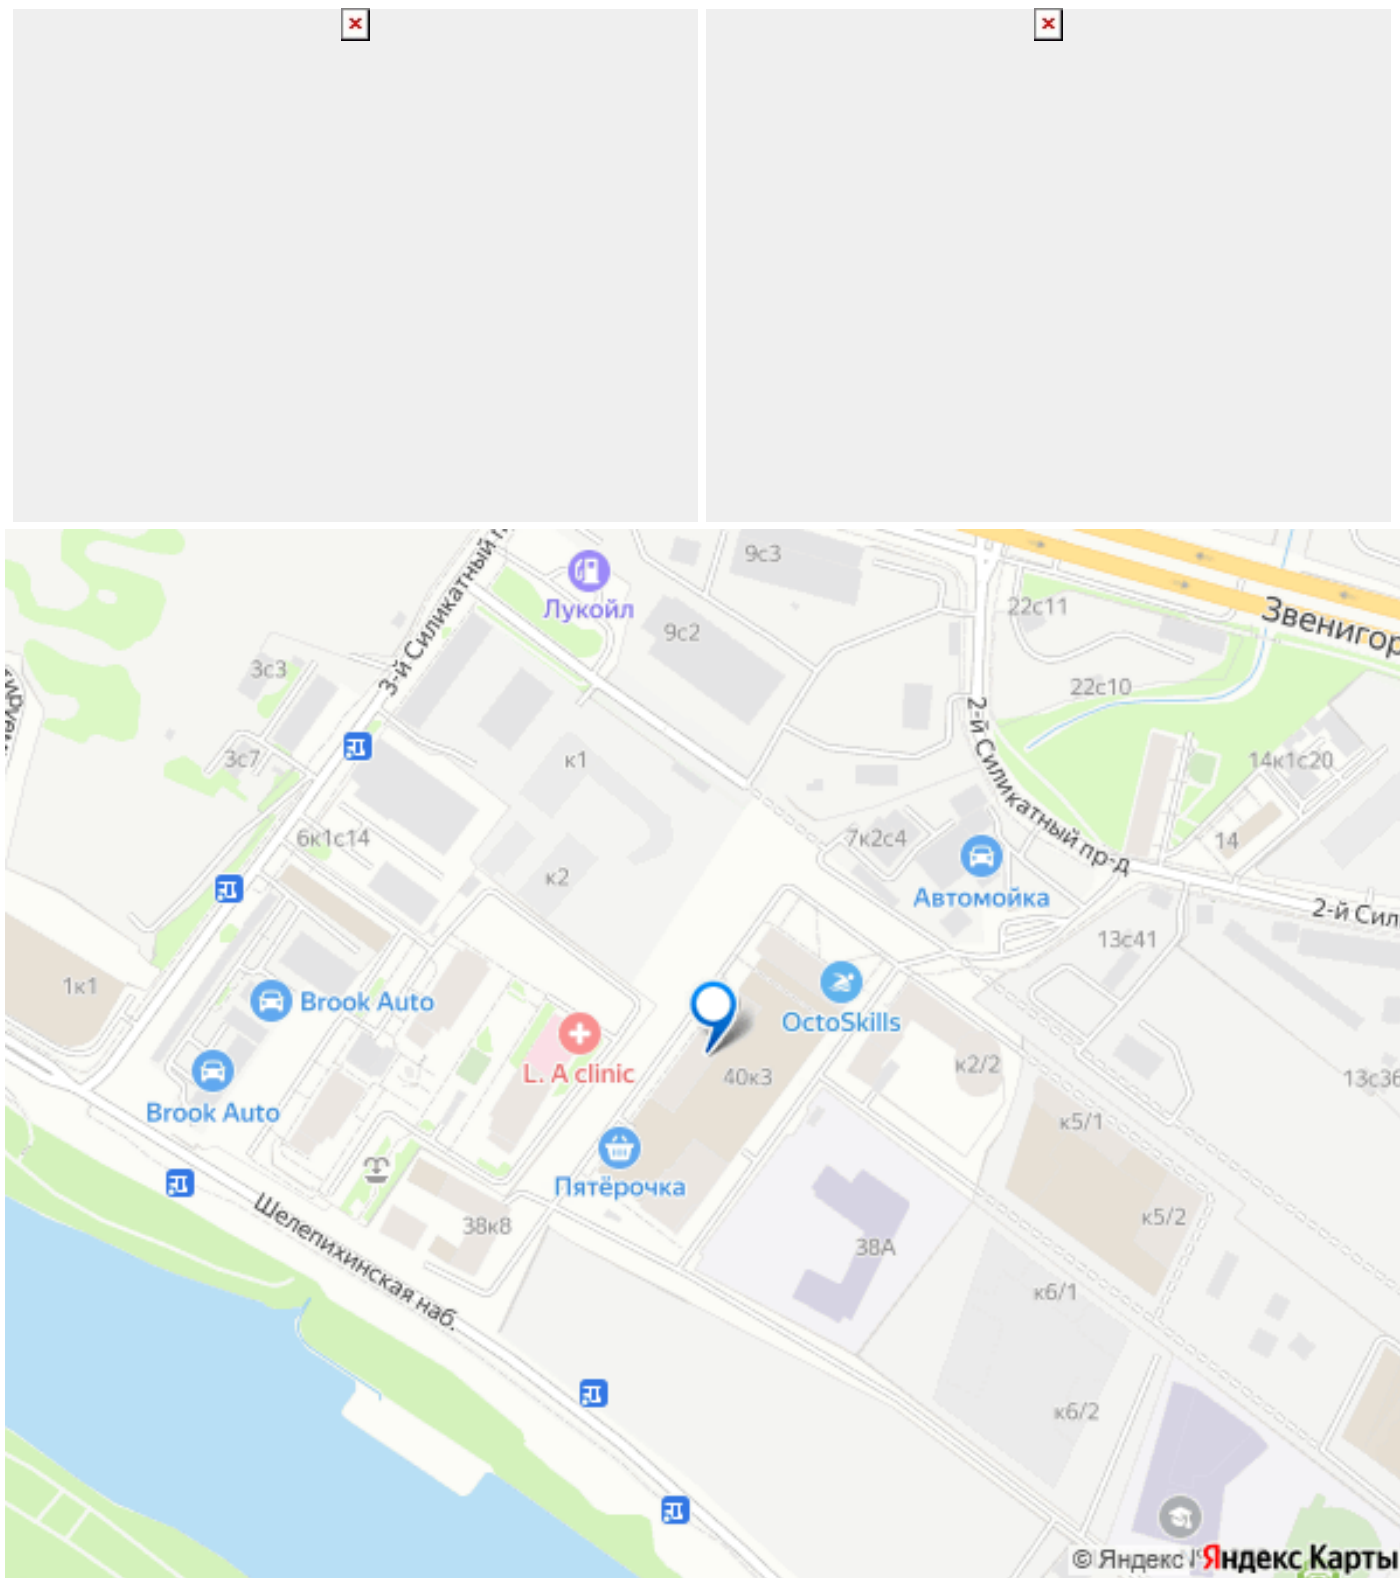 3-й Силикатный п
Лукойл
9с3
9с2
22с11
Звенигор
3с3
22с10
2-й Силикатный пр-д
3с7
к1
14к1с20
6к1с14
7к2с4
14
к2
Автомойка
2-й Сил
13с41
1к1
Brook Auto
OctoSkills
L. A clinic
40к3
к2/2
13с36
Brook Auto
к5/1
Пятёрочка
к5/2
Шелепихинская наб.
38к8
38А
к6/1
к6/2
© Яндекс
Яндекс Карты